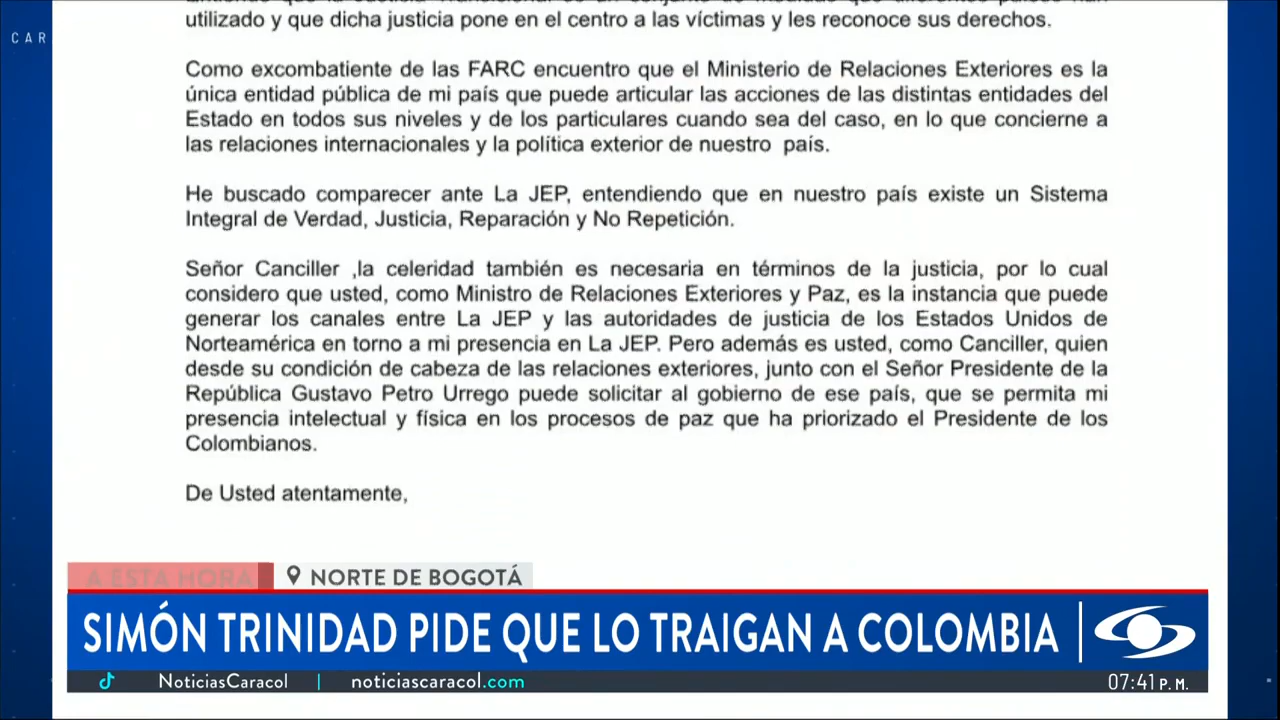 CAR
utilizado y que dicha justicia pone en el centro a las víctimas y les reconoce sus derechos.
Como excombatiente de las FARC encuentro que el Ministerio de Relaciones Exteriores es la
única entidad pública de mi país que puede articular las acciones de las distintas entidades del
Estado en todos sus niveles y de los particulares cuando sea del caso, en lo que concierne a
las relaciones internacionales y la política exterior de nuestro país.
He buscado comparecer ante La JEP, entendiendo que en nuestro país existe un Sistema
Integral de Verdad, Justicia, Reparación y No Repetición.
Señor Canciller ,la celeridad también es necesaria en términos de la justicia, por lo cual
considero que usted, como Ministro de Relaciones Exteriores y Paz, es la instancia que puede
generar los canales entre La JEP y las autoridades de justicia de los Estados Unidos de
Norteamérica en torno a mi presencia en La JEP. Pero además es usted, como Canciller, quien
desde su condición de cabeza de las relaciones exteriores, junto con el Señor Presidente de la
República Gustavo Petro Urrego puede solicitar al gobierno de ese país, que se permita mi
presencia intelectual y física en los procesos de paz que ha priorizado el Presidente de los
Colombianos.
De Usted atentamente,
A ESTA HORA NORTE DE BOGOTÁ
SIMÓN TRINIDAD PIDE QUE LO TRAIGAN A COLOMBIA
NoticiasCaracol | noticiascaracol.com 07:41 P. M.